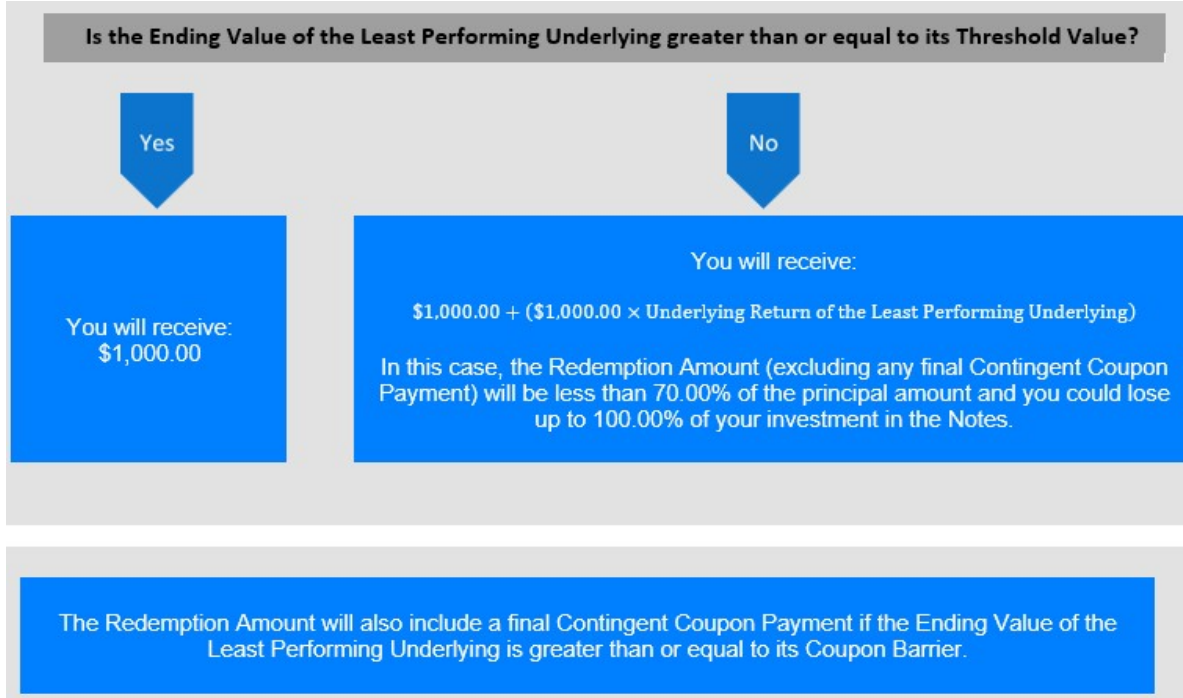 Is the Ending Value of the Least Performing Underlying greater than or equal to its Threshold Value?
Yes
No
You will receive:
$1,000.00
You will receive:
$1,000.00 + ($1,000.00 × Underlying Return of the Least Performing Underlying)
In this case, the Redemption Amount (excluding any final Contingent Coupon
Payment) will be less than 70.00% of the principal amount and you could lose
up to 100.00% of your investment in the Notes.
The Redemption Amount will also include a final Contingent Coupon Payment if the Ending Value of the
Least Performing Underlying is greater than or equal to its Coupon Barrier.